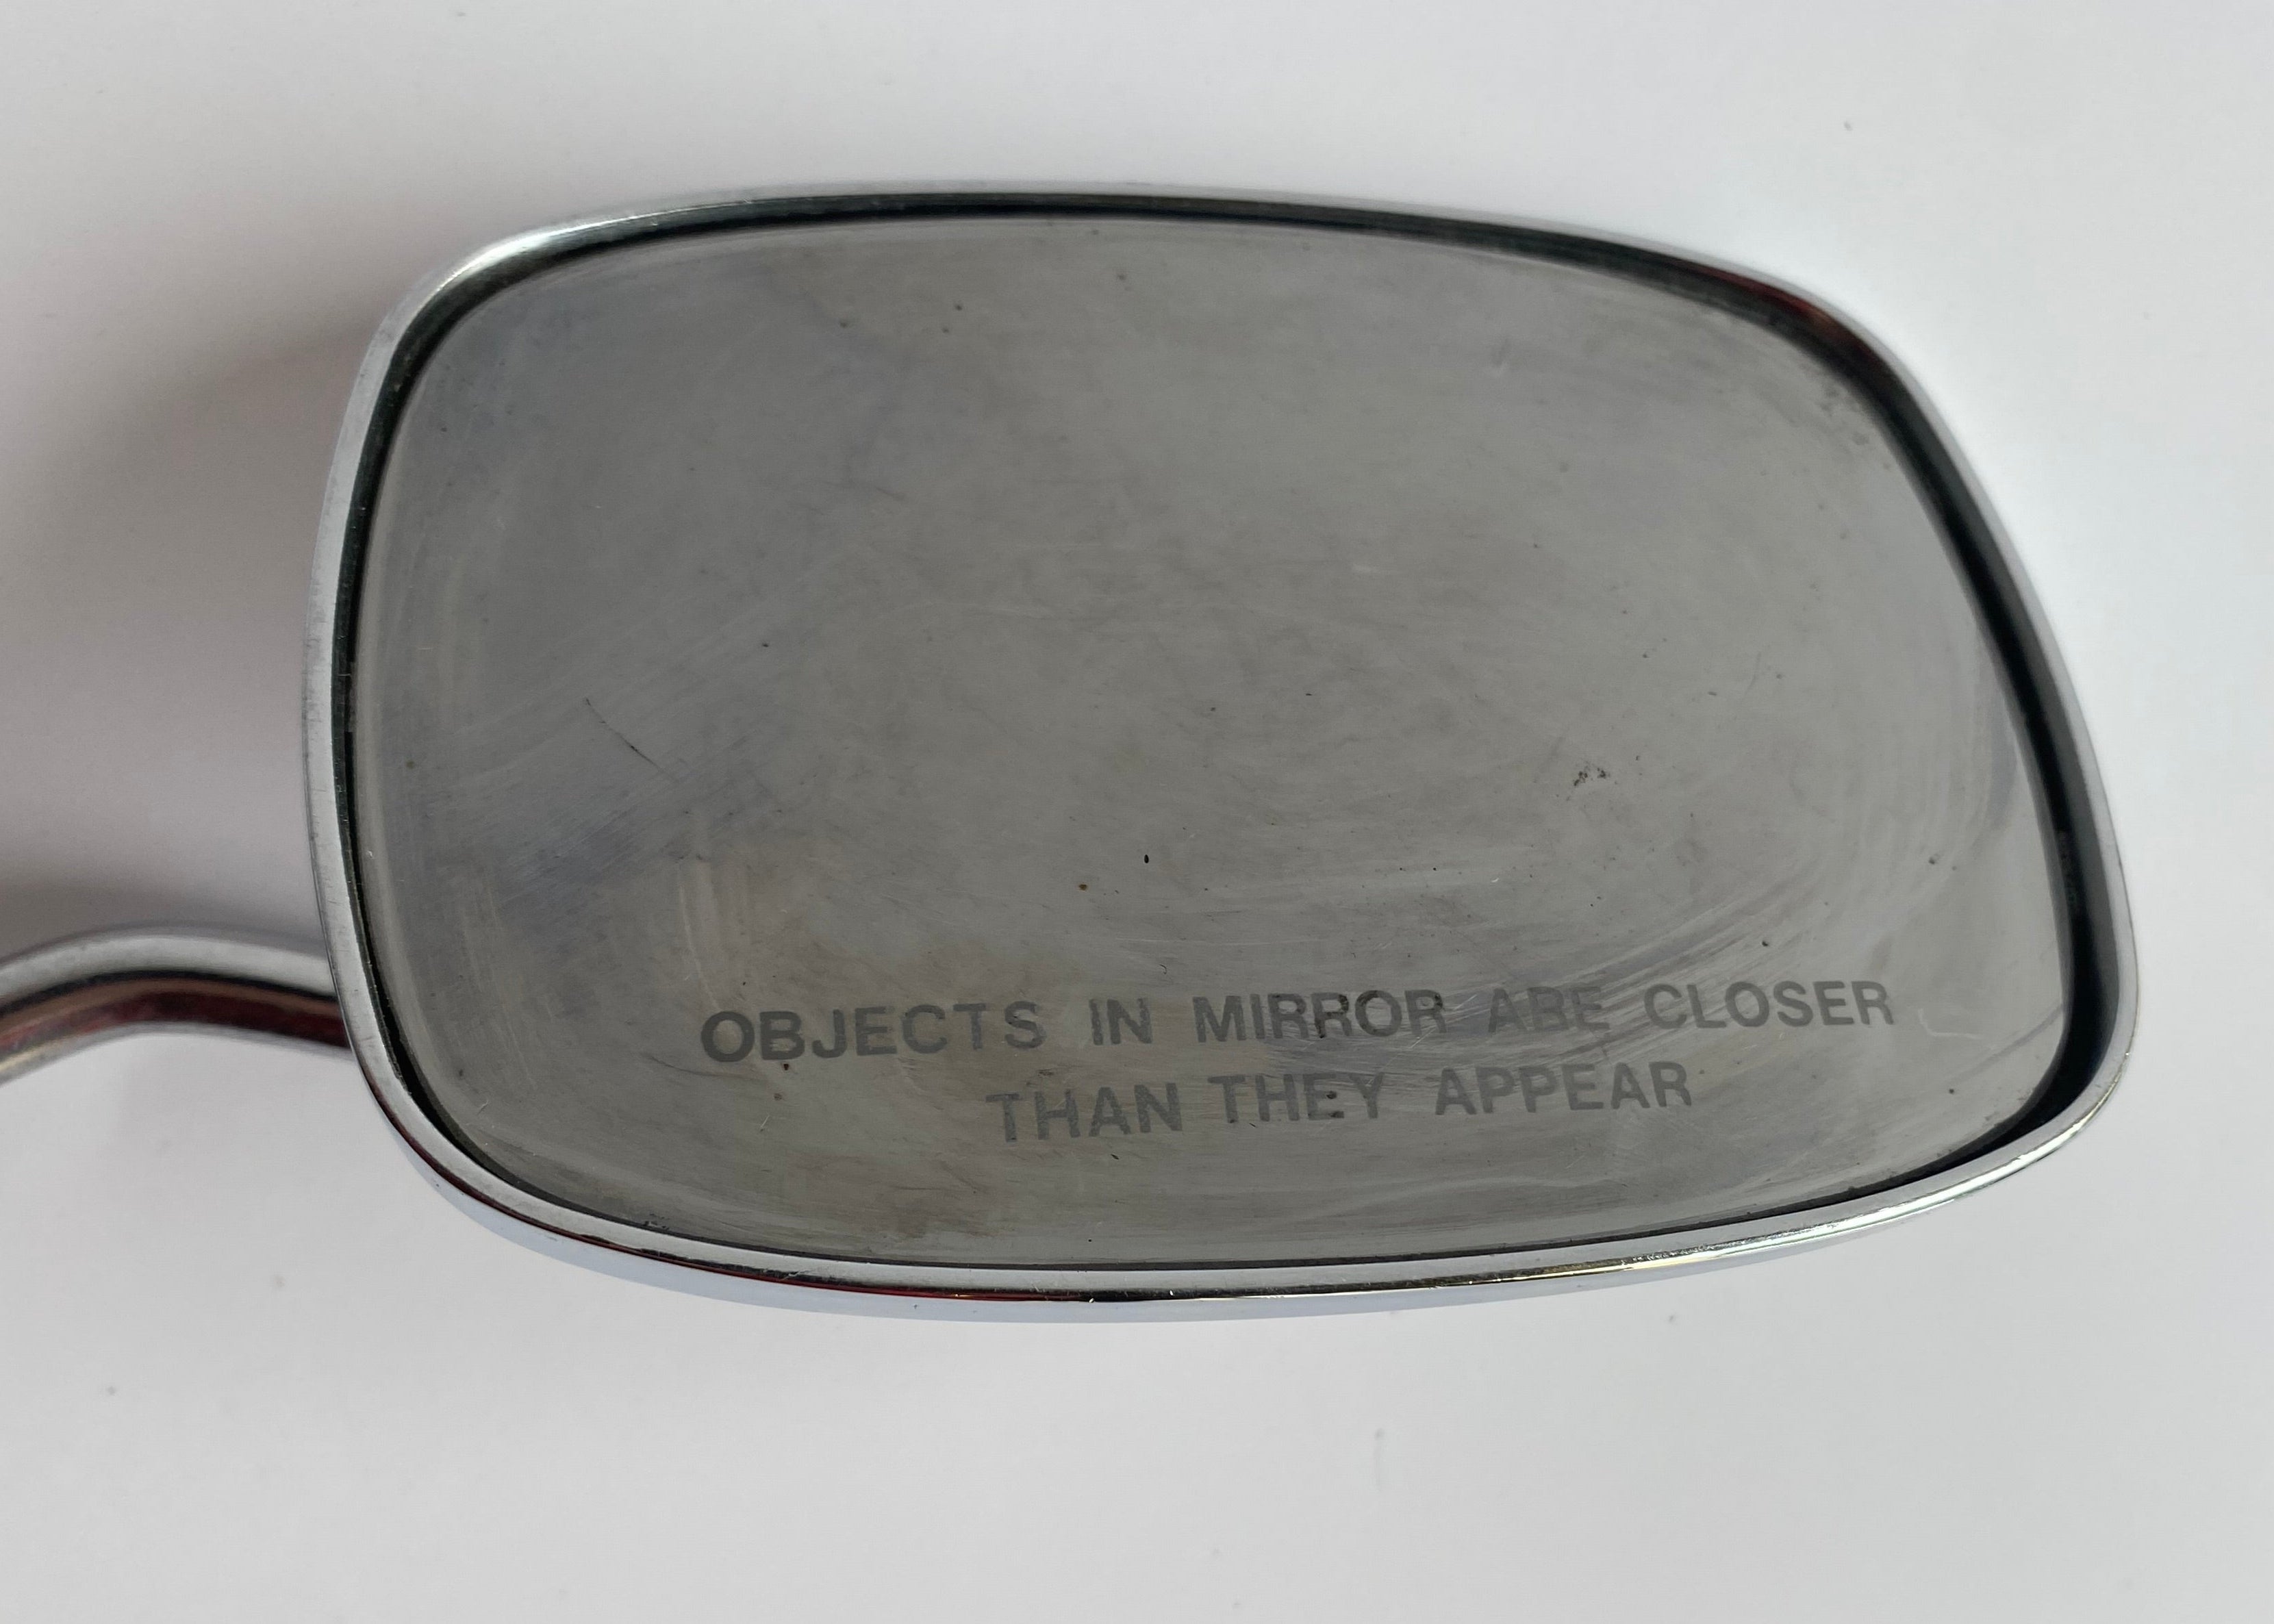 OBJECTS IN MIRROR ARE CLOSER
THAN THEY APPEAR